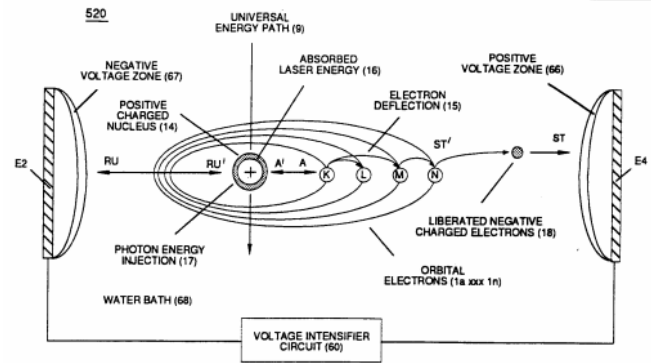 520
UNIVERSAL
ENERGY PATH (9)
NEGATIVE
VOLTAGE ZONE (67)
ABSORBED
LASER ENERGY (16)
POSITIVE
VOLTAGE ZONE (66)
POSITIVE
CHARGED
NUCLEUS (14)
ELECTRON
DEFLECTION (15)
ST'
ST
E2
RU
RU'
+
A'
A
K
L
M
N
E4
LIBERATED NEGATIVE
CHARGED ELECTRONS (18)
PHOTON ENERGY
INJECTION (17)
ORBITAL
ELECTRONS (1a xxx 1n)
WATER BATH (68)
VOLTAGE INTENSIFIER
CIRCUIT (60)